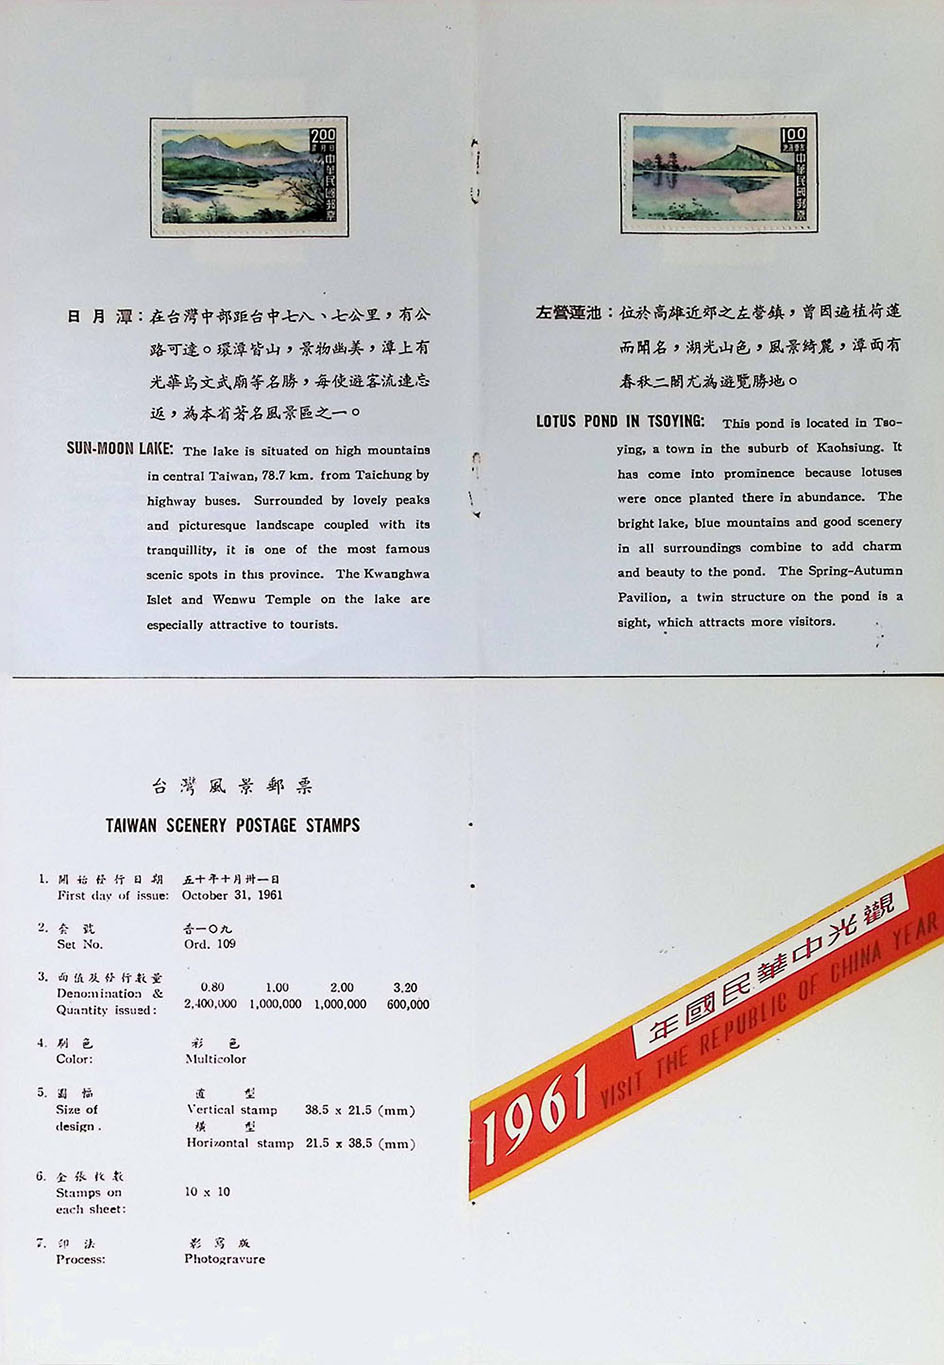 2.00
日月潭
中華民國郵票
1.00
中華民國郵票
日月潭：在台灣中部距台中七八、七公里，有公
路可達。環潭皆山，景物幽美，潭上有
光華島文武廟等名勝，每使遊客流連忘
返，為本省著名風景區之一。
SUN-MOON LAKE: The lake is situated on high mountains
in central Taiwan, 78.7 km. from Taichung by
highway buses. Surrounded by lovely peaks
and picturesque landscape coupled with its
tranquillity, it is one of the most famous
scenic spots in this province. The Kwanghwa
Islet and Wenwu Temple on the lake are
especially attractive to tourists.
左營蓮池：位於高雄近郊之左營鎮，曾因遍植荷蓮
而聞名，湖光山色，風景綺麗，潭面有
春秋二閣尤為遊覽勝地。
LOTUS POND IN TSOYING: This pond is located in Tso-
ying, a town in the suburb of Kaohsiung. It
has come into prominence because lotuses
were once planted there in abundance. The
bright lake, blue mountains and good scenery
in all surroundings combine to add charm
and beauty to the pond. The Spring-Autumn
Pavilion, a twin structure on the pond is a
sight, which attracts more visitors.
台灣風景郵票
TAIWAN SCENERY POSTAGE STAMPS
1. 開始發行日期 五十年十月卅一日
First day of issue: October 31, 1961
2. 套號 告一〇九
Set No. Ord. 109
3. 面值及發行數量
Denomination & 0.80 1.00 2.00 3.20
Quantity issued: 2,400,000 1,000,000 1,000,000 600,000
4. 刷色 彩色
Color: Multicolor
5. 圖幅 直型
Size of Vertical stamp 38.5 x 21.5 (mm)
design. 橫型
Horizontal stamp 21.5 x 38.5 (mm)
6. 全張枚數
Stamps on 10 x 10
each sheet:
7. 印法 影寫版
Process: Photogravure
年國民華中光觀
1961 VISIT THE REPUBLIC OF CHINA YEAR